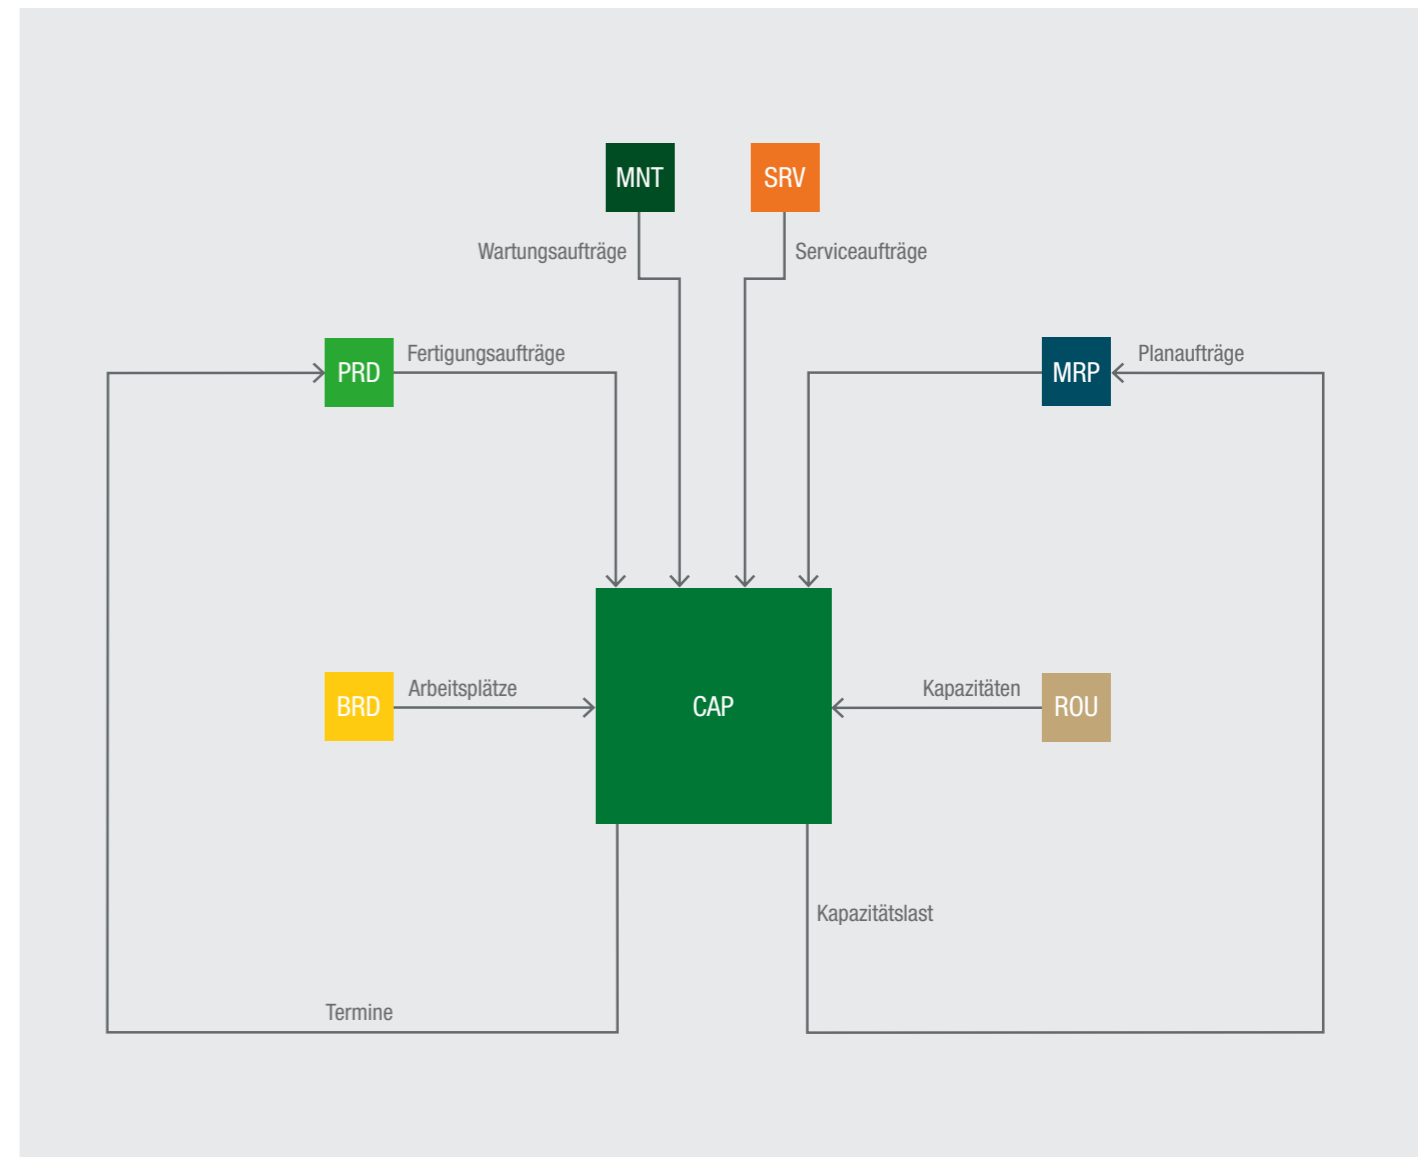 MNT
SRV
Wartungsaufträge
Serviceaufträge
PRD
Fertigungsaufträge
MRP
Planaufträge
BRD
Arbeitsplätze
CAP
Kapazitäten
ROU
Kapazitätslast
Termine